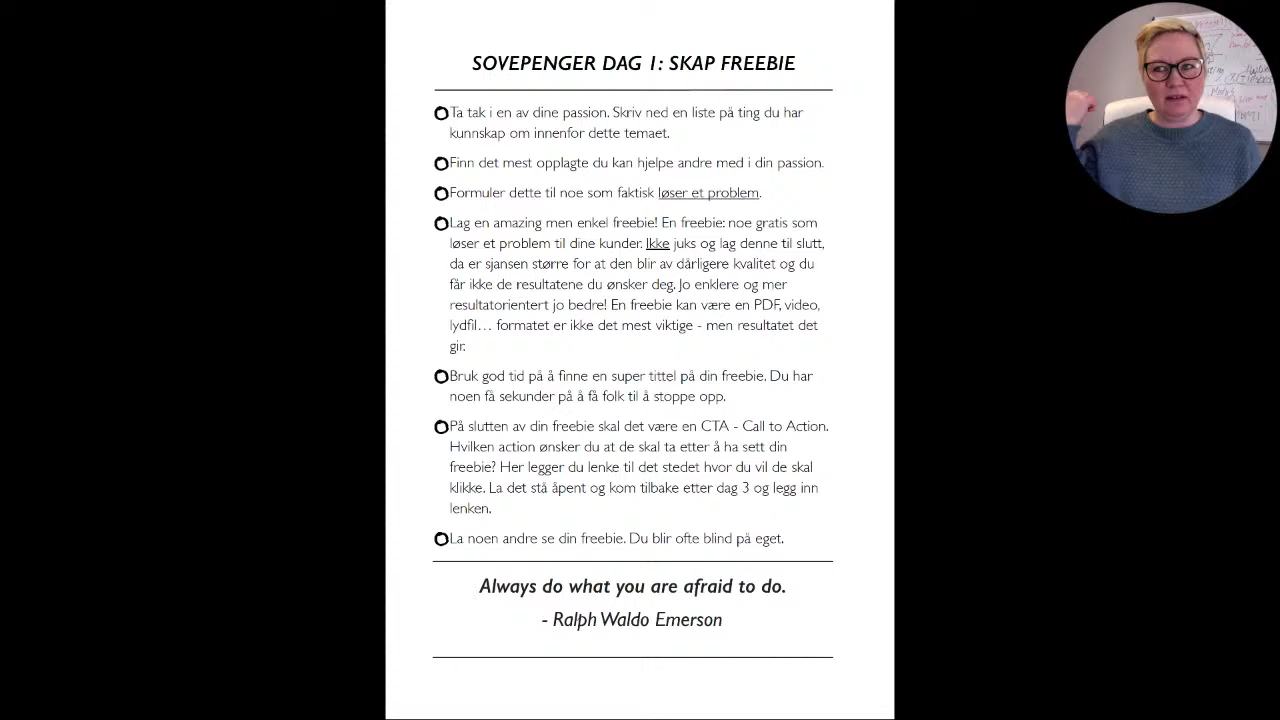 SOVEPENGER DAG 1: SKAP FREEBIE
Ta tak i en av dine passion. Skriv ned en liste på ting du har
kunnskap om innenfor dette temaet.
Finn det mest opplagte du kan hjelpe andre med i din passion.
Formuler dette til noe som faktisk løser et problem.
Lag en amazing men enkel freebie! En freebie: noe gratis som
løser et problem til dine kunder. Ikke juks og lag denne til slutt,
da er sjansen større for at den blir av dårligere kvalitet og du
får ikke de resultatene du ønsker deg. Jo enklere og mer
resultatorientert jo bedre! En freebie kan være en PDF, video,
lydfil... formatet er ikke det mest viktige - men resultatet det
gir.
Bruk god tid på å finne en super tittel på din freebie. Du har
noen få sekunder på å få folk til å stoppe opp.
På slutten av din freebie skal det være en CTA - Call to Action.
Hvilken action ønsker du at de skal ta etter å ha sett din
freebie? Her legger du lenke til det stedet hvor du vil de skal
klikke. La det stå åpent og kom tilbake etter dag 3 og legg inn
lenken.
La noen andre se din freebie. Du blir ofte blind på eget.
Always do what you are afraid to do.
- Ralph Waldo Emerson